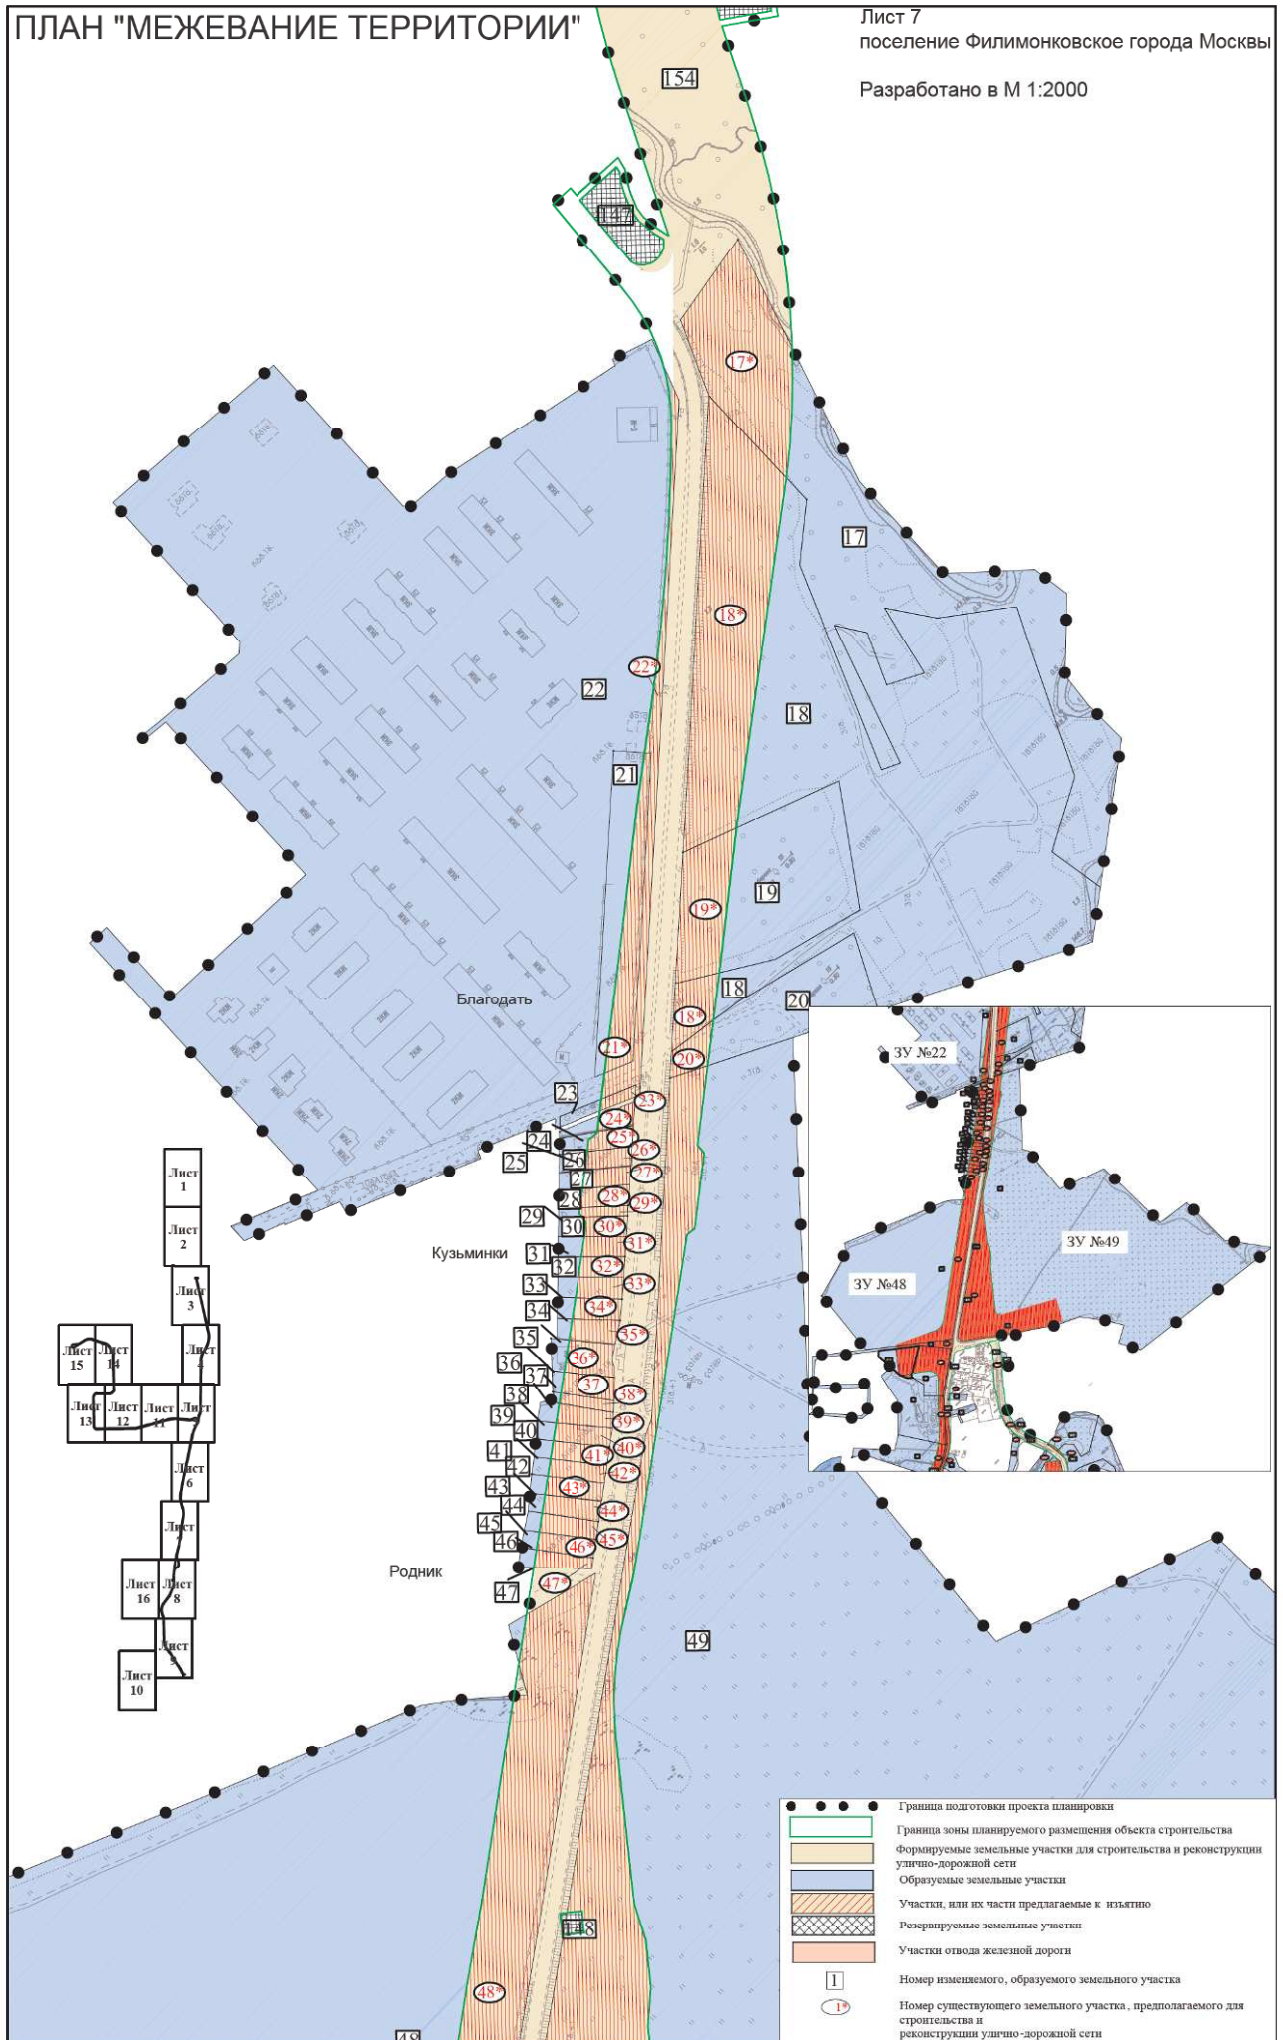 ПЛАН "МЕЖЕВАНИЕ ТЕРРИТОРИИ"
Лист 7
поселение Филимонковское города Москвы
Разработано в М 1:2000
154
147
17*
17
18*
22*
22
18
21
19
19*
Благодать
18
20
18*
21*
20*
23
23*
24*
24
25*
26*
25
26
27
27*
28
28*
29*
29
30
30*
31
31*
Кузьминки
32
32*
33
33*
34
34*
35
35*
36
36*
37
37
38
38*
39
39*
40
40*
41
41*
42
42*
43
43*
44
44*
45
45*
46
46*
Родник
47
47*
49
148
48*
48
ЗУ №22
ЗУ №49
ЗУ №48
Лист
1
Лист
2
Лист
3
Лист
4
Лист
15
Лист
14
Лист
13
Лист
12
Лист
11
Лист
Лист
6
Лист
Лист
16
Лист
8
Лист
9
Лист
10
Граница подготовки проекта планировки
Граница зоны планируемого размещения объекта строительства
Формируемые земельные участки для строительства и реконструкции
улично-дорожной сети
Образуемые земельные участки
Участки, или их части предлагаемые к изъятию
Резервируемые земельные участки
Участки отвода железной дороги
1
Номер изменяемого, образуемого земельного участка
1*
Номер существующего земельного участка, предполагаемого для
строительства и
реконструкции улично-дорожной сети